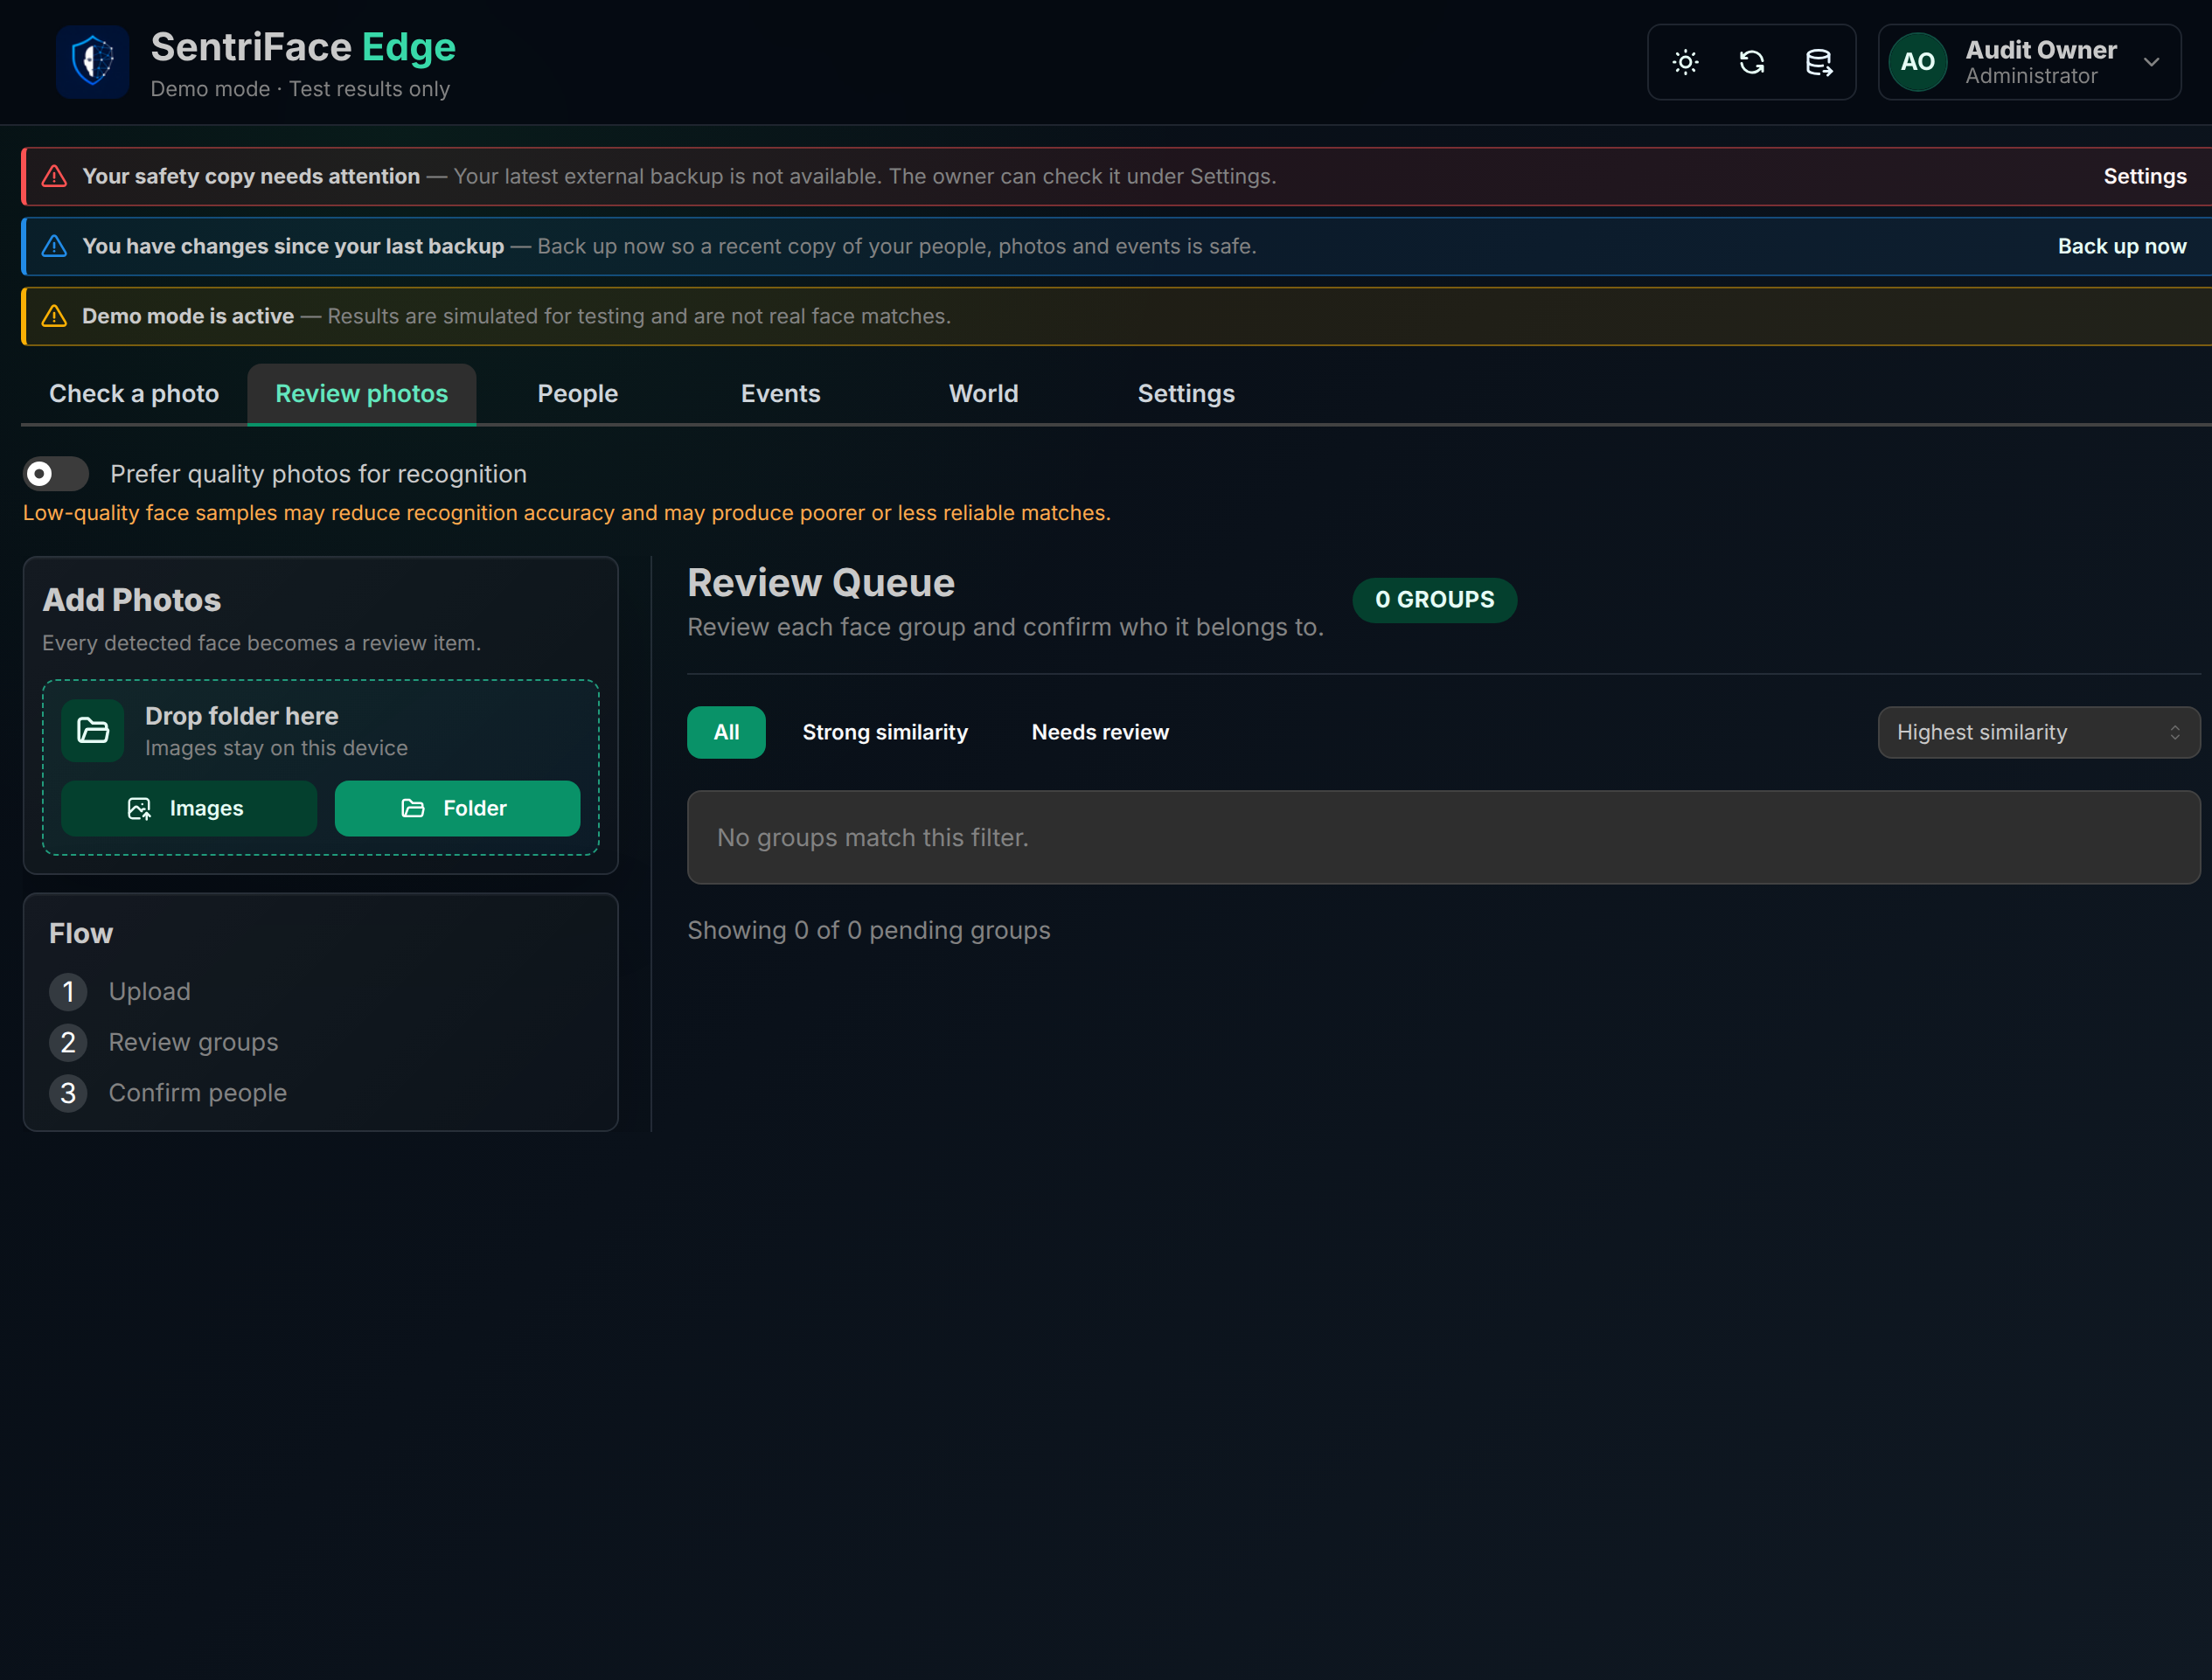 SentriFace Edge
Demo mode · Test results only
AO
Audit Owner
Administrator
Your safety copy needs attention — Your latest external backup is not available. The owner can check it under Settings.
Settings
You have changes since your last backup — Back up now so a recent copy of your people, photos and events is safe.
Back up now
Demo mode is active — Results are simulated for testing and are not real face matches.
Check a photo
Review photos
People
Events
World
Settings
Prefer quality photos for recognition
Low-quality face samples may reduce recognition accuracy and may produce poorer or less reliable matches.
Add Photos
Every detected face becomes a review item.
Drop folder here
Images stay on this device
Images
Folder
Flow
1 Upload
2 Review groups
3 Confirm people
Review Queue
Review each face group and confirm who it belongs to.
0 GROUPS
All
Strong similarity
Needs review
Highest similarity
No groups match this filter.
Showing 0 of 0 pending groups